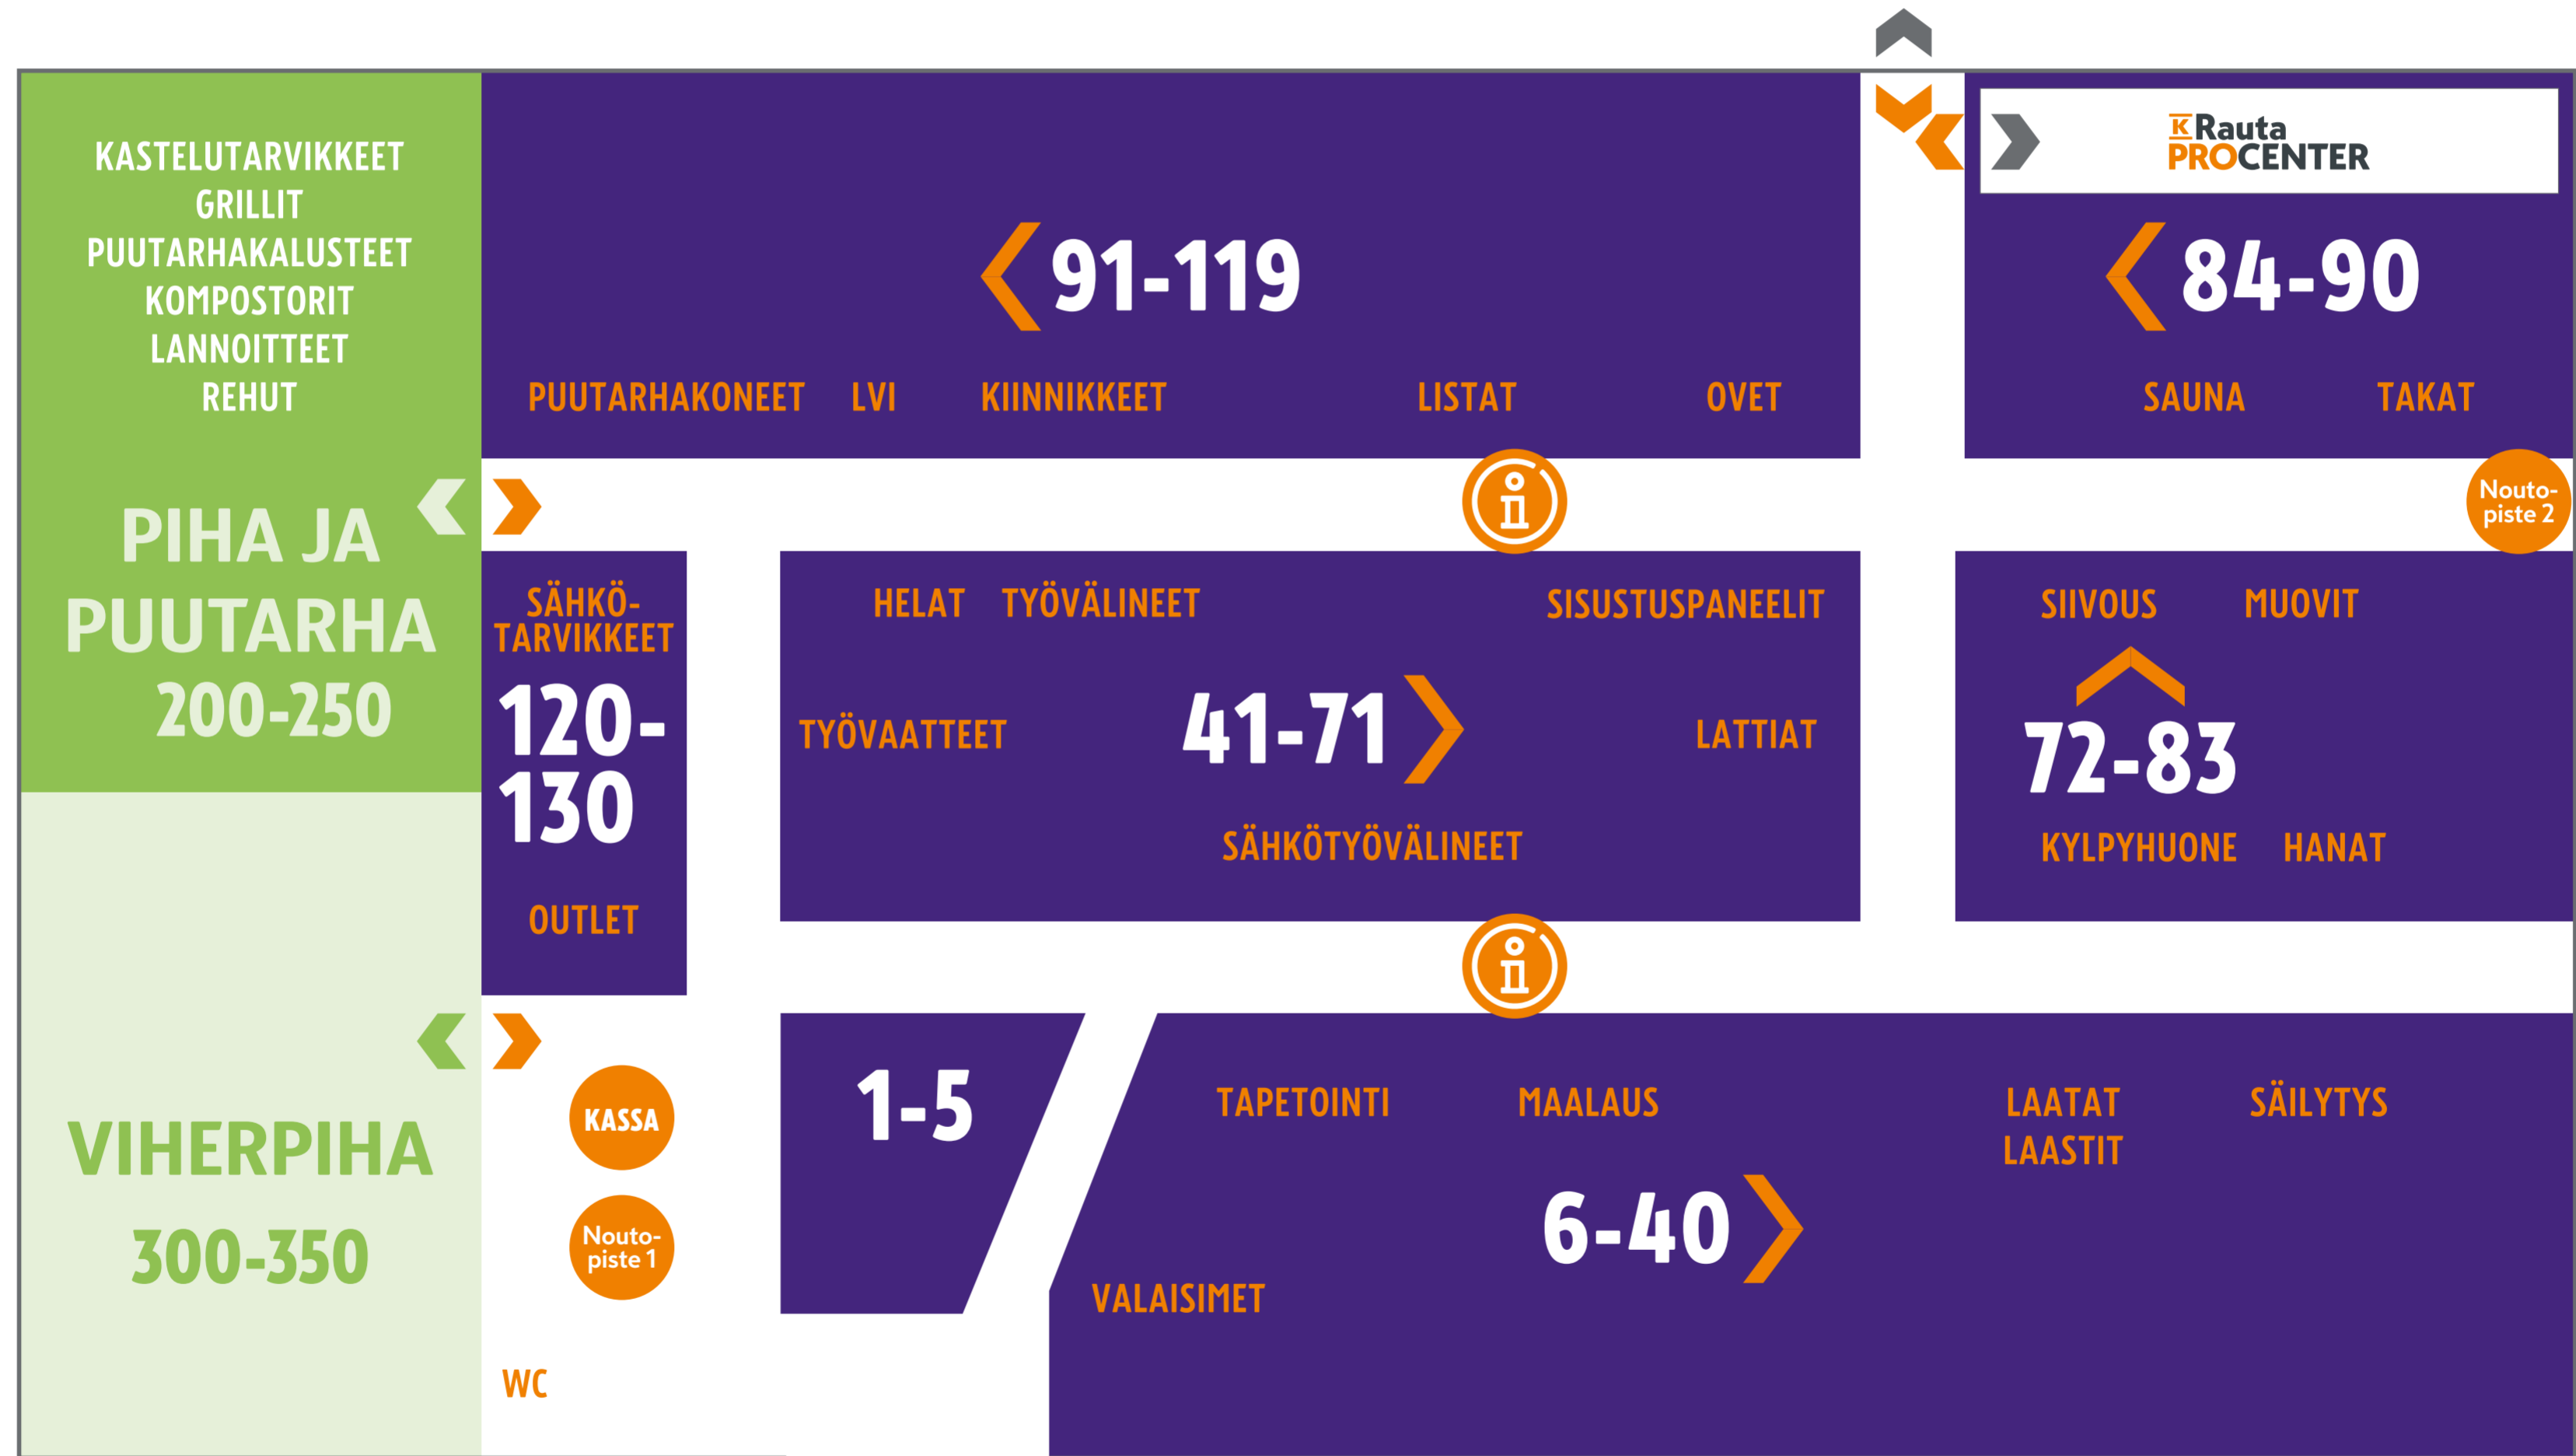 KASTELUTARVIKKEET
GRILLIT
PUUTARHAKALUSTEET
KOMPOSTORIT
LANNOITTEET
REHUT
PIHA JA
PUUTARHA
200-250
VIHERPIHA
300-350
91-119
PUUTARHAKONEET LVI KIINNIKKEET LISTAT OVET
K Rauta
PROCENTER
84-90
SAUNA TAKAT
Nouto-
piste 2
SÄHKÖ-
TARVIKKEET
120-
130
OUTLET
HELAT TYÖVÄLINEET SISUSTUSPANEELIT
TYÖVAATTEET 41-71 LATTIAT
SÄHKÖTYÖVÄLINEET
SIIVOUS MUOVIT
72-83
KYLPYHUONE HANAT
KASSA
Nouto-
piste 1
WC
1-5
TAPETOINTI MAALAUS LAATAT SÄILYTYS
LAASTIT
6-40
VALAISIMET